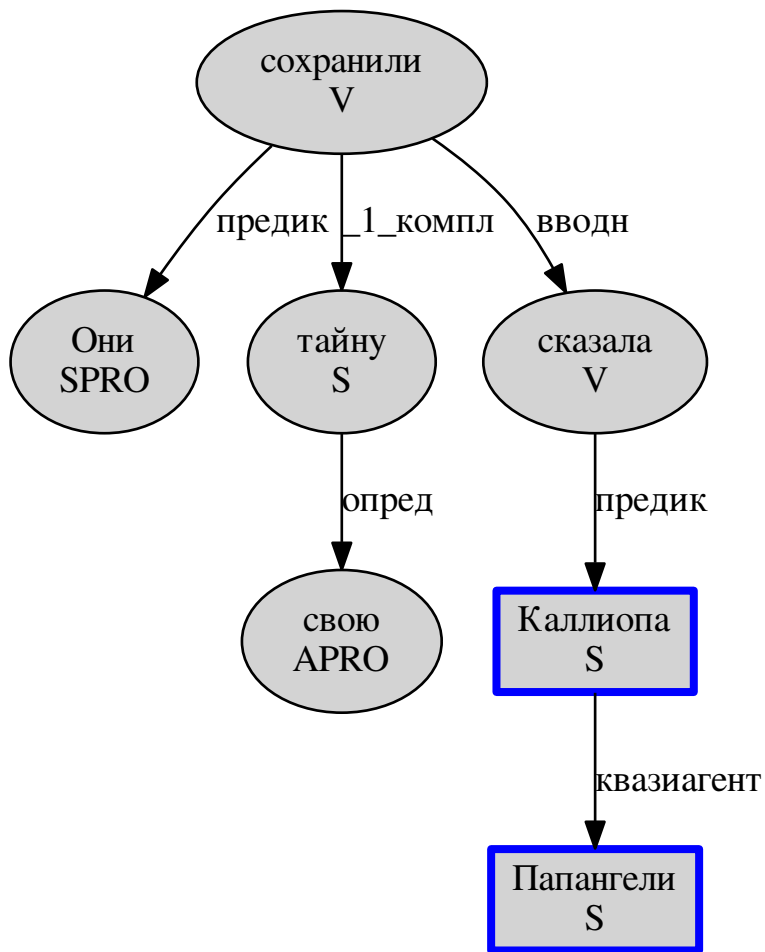 сохранили
V
предик _1_компл вводн
Они
SPRO
тайну
S
сказала
V
опред
предик
свою
APRO
Каллиопа
S
квазиагент
Папангели
S